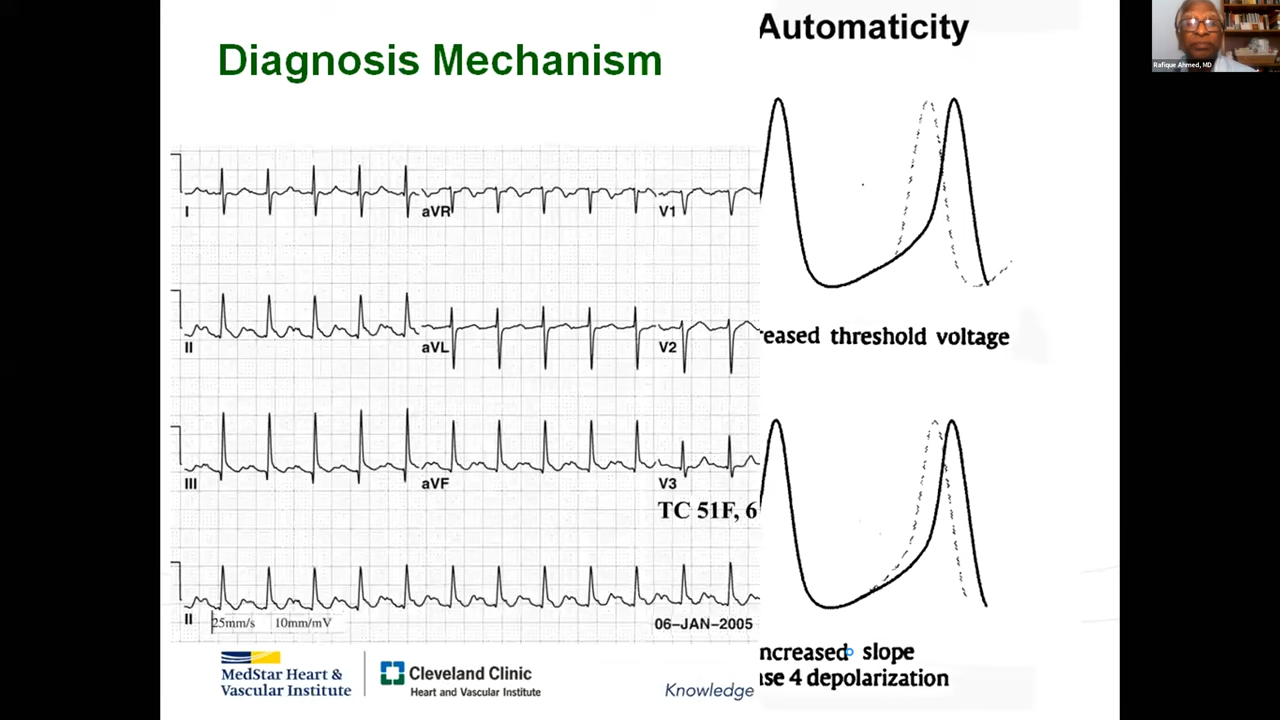 Diagnosis Mechanism
Automaticity
I
aVR
V1
II
aVL
V2
III
aVF
V3
TC 51F, 6
II
25mm/s
10mm/mV
06-JAN-2005
eased threshold voltage
ncreased slope
se 4 depolarization
MedStar Heart &
Vascular Institute
Cleveland Clinic
Heart and Vascular Institute
Knowledge
Rafique Ahmed, MD